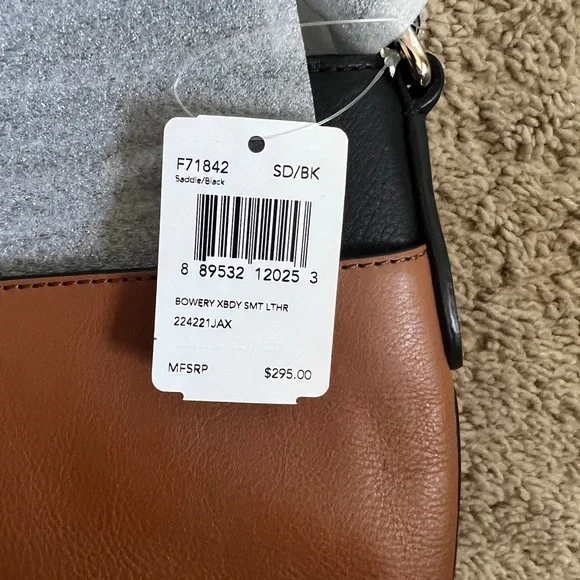 F71842 SD/BK
Saddle/Black
8 89532 12025 3
BOWERY XBDY SMT LTHR
224221JAX
MFSRP $295.00